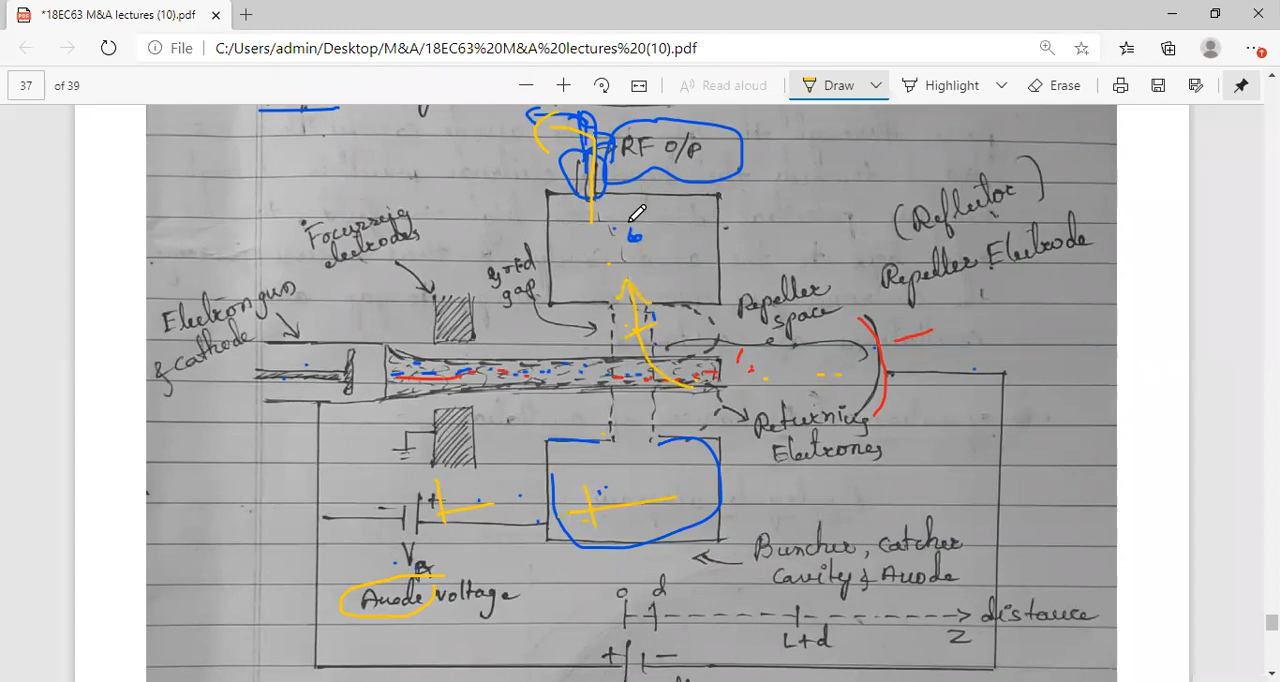 *18EC63 M&A lectures (10).pdf
File C:/Users/admin/Desktop/M&A/18EC63%20M&A%20lectures%20(10).pdf
37 of 39
Read aloud
Draw
Highlight
Erase
RF O/P
(Reflector)
Repeller Electrode
Focussing
electrodes
grid
gap
Repeller
space
Electron gun
& cathode
Returning
Electrones
+
V
Anode voltage
Buncher, catcher
Cavity & Anode
o d
L+d
distance
Z
+ -